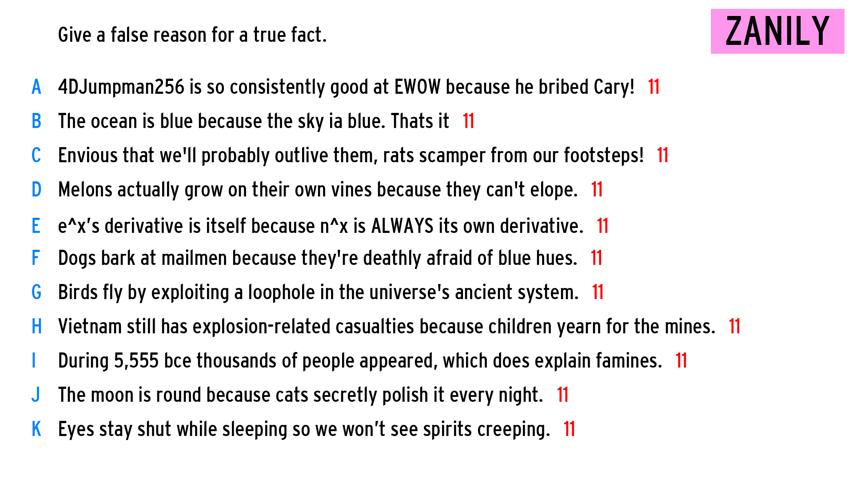 Give a false reason for a true fact.
ZANILY
A 4DJumpman256 is so consistently good at EWOW because he bribed Cary! 11
B The ocean is blue because the sky ia blue. Thats it 11
C Envious that we'll probably outlive them, rats scamper from our footsteps! 11
D Melons actually grow on their own vines because they can't elope. 11
E e^x’s derivative is itself because n^x is ALWAYS its own derivative. 11
F Dogs bark at mailmen because they're deathly afraid of blue hues. 11
G Birds fly by exploiting a loophole in the universe's ancient system. 11
H Vietnam still has explosion-related casualties because children yearn for the mines. 11
I During 5,555 bce thousands of people appeared, which does explain famines. 11
J The moon is round because cats secretly polish it every night. 11
K Eyes stay shut while sleeping so we won’t see spirits creeping. 11